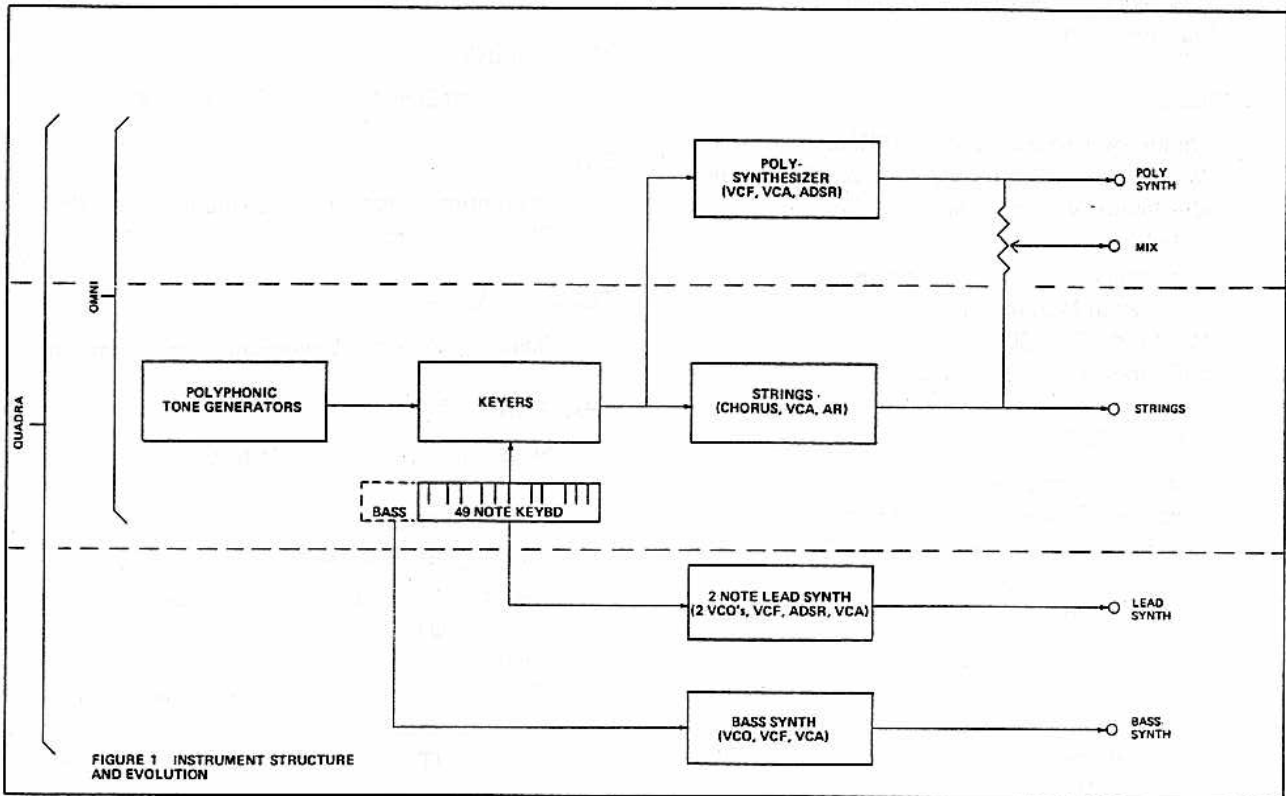 POLY-
SYNTHESIZER
(VCF, VCA, ADSR)
POLY
SYNTH
MIX
OMNI
QUADRA
POLYPHONIC
TONE GENERATORS
KEYERS
STRINGS
(CHORUS, VCA, AR)
STRINGS
BASS
49 NOTE KEYBD
2 NOTE LEAD SYNTH
(2 VCO's, VCF, ADSR, VCA)
LEAD
SYNTH
BASS SYNTH
(VCO, VCF, VCA)
BASS
SYNTH
FIGURE 1 INSTRUMENT STRUCTURE
AND EVOLUTION